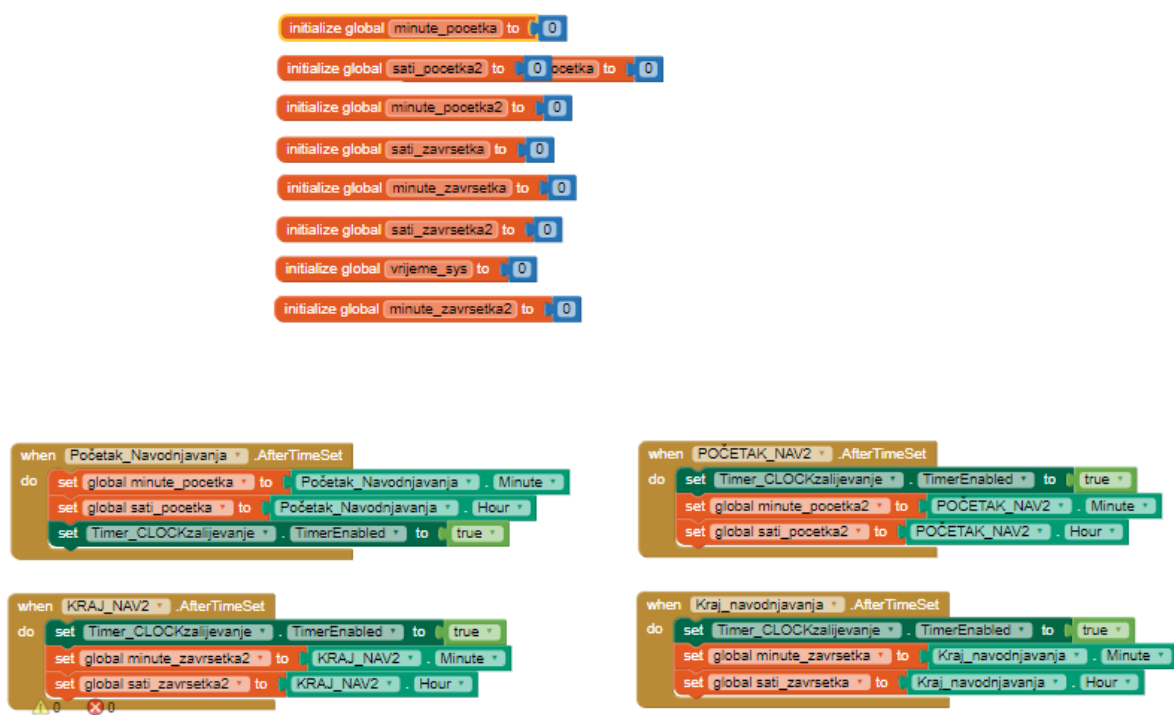 initialize global minute_pocetka to 0
initialize global sati_pocetka2 to 0 ocetka to 0
initialize global minute_pocetka2 to 0
initialize global sati_zavrsetka to 0
initialize global minute_zavrsetka to 0
initialize global sati_zavrsetka2 to 0
initialize global vrijeme_sys to 0
initialize global minute_zavrsetka2 to 0
when Početak_Navodnjavanja .AfterTimeSet
do set global minute_pocetka to Početak_Navodnjavanja . Minute
set global sati_pocetka to Početak_Navodnjavanja . Hour
set Timer_CLOCKzalijevanje . TimerEnabled to true
when POČETAK_NAV2 .AfterTimeSet
do set Timer_CLOCKzalijevanje . TimerEnabled to true
set global minute_pocetka2 to POČETAK_NAV2 . Minute
set global sati_pocetka2 to POČETAK_NAV2 . Hour
when KRAJ_NAV2 .AfterTimeSet
do set Timer_CLOCKzalijevanje . TimerEnabled to true
set global minute_zavrsetka2 to KRAJ_NAV2 . Minute
set global sati_zavrsetka2 to KRAJ_NAV2 . Hour
0 0
when Kraj_navodnjavanja .AfterTimeSet
do set Timer_CLOCKzalijevanje . TimerEnabled to true
set global minute_zavrsetka to Kraj_navodnjavanja . Minute
set global sati_zavrsetka to Kraj_navodnjavanja . Hour